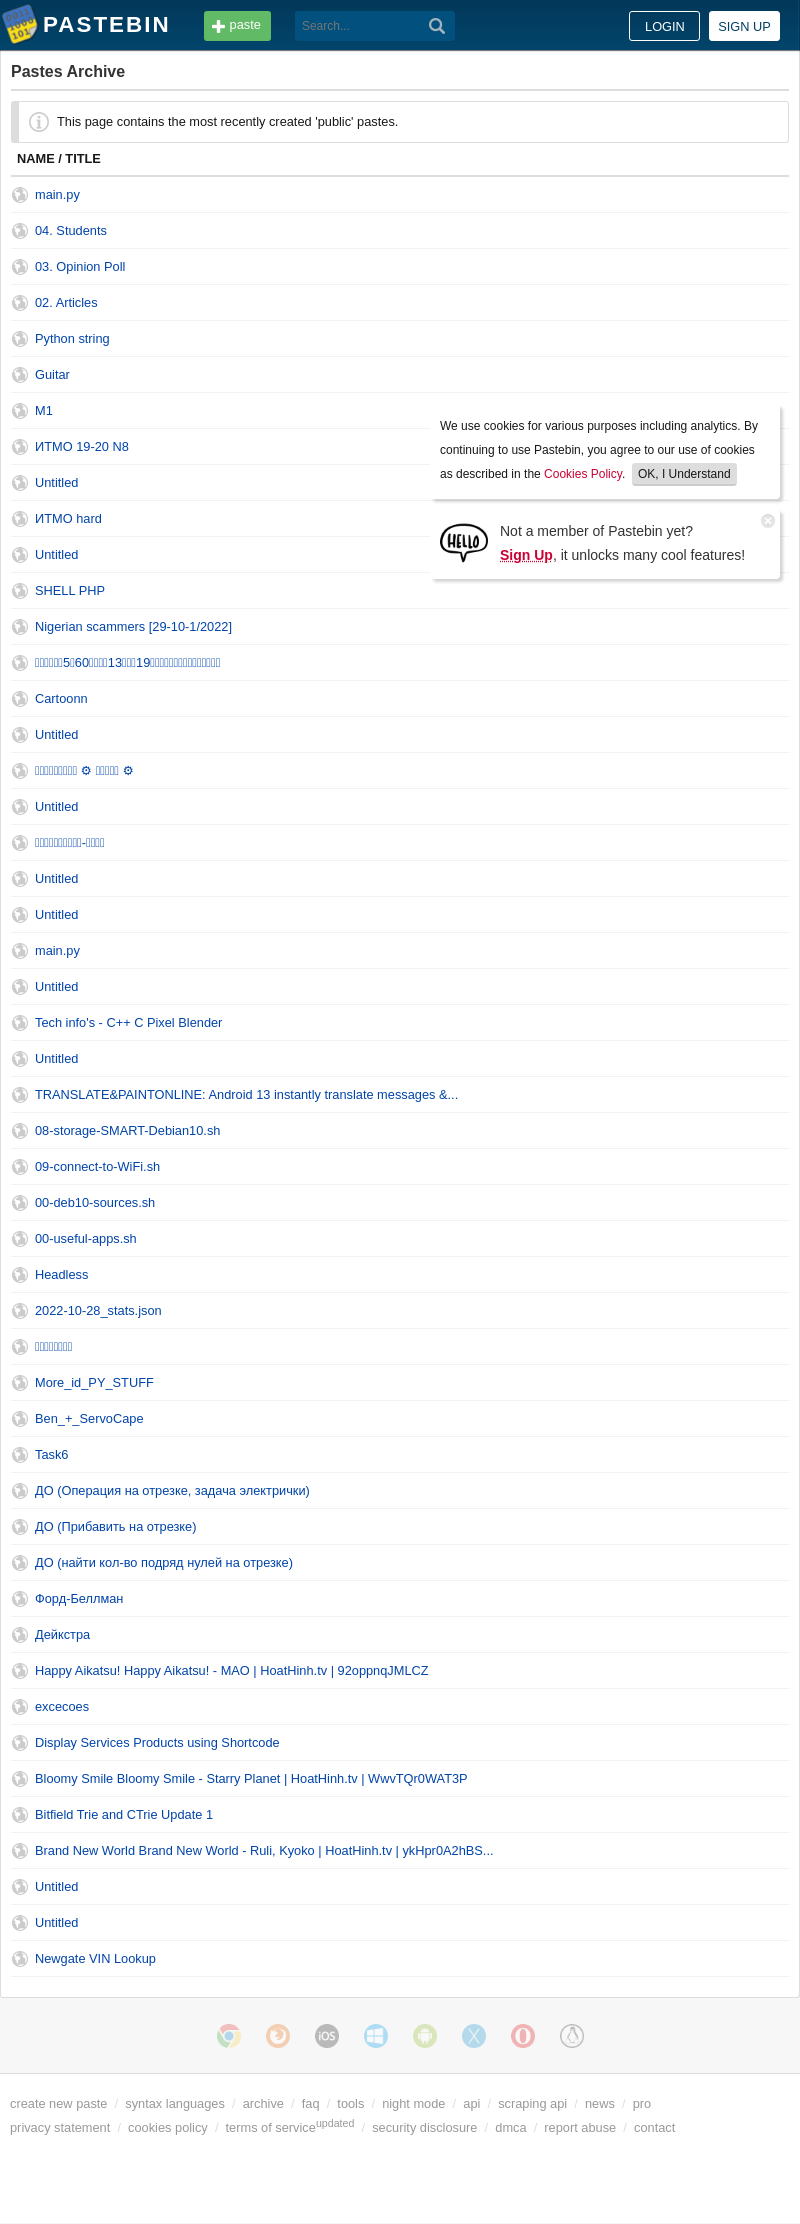 PASTEBIN paste Search... LOGIN SIGN UP
Pastes Archive
This page contains the most recently created 'public' pastes.
NAME / TITLE
main.py
04. Students
03. Opinion Poll
02. Articles
Python string
Guitar
M1
ИТМО 19-20 N8
Untitled
ИТМО hard
Untitled
We use cookies for various purposes including analytics. By
continuing to use Pastebin, you agree to our use of cookies
as described in the Cookies Policy. OK, I Understand
HELLO
Not a member of Pastebin yet?
Sign Up, it unlocks many cool features!
SHELL PHP
Nigerian scammers [29-10-1/2022]
5 60 13 19
Cartoonn
Untitled
⚙ ⚙
Untitled
-
Untitled
Untitled
main.py
Untitled
Tech info's - C++ C Pixel Blender
Untitled
TRANSLATE&PAINTONLINE: Android 13 instantly translate messages &...
08-storage-SMART-Debian10.sh
09-connect-to-WiFi.sh
00-deb10-sources.sh
00-useful-apps.sh
Headless
2022-10-28_stats.json
More_id_PY_STUFF
Ben_+_ServoCape
Task6
ДО (Операция на отрезке, задача электрички)
ДО (Прибавить на отрезке)
ДО (найти кол-во подряд нулей на отрезке)
Форд-Беллман
Дейкстра
Happy Aikatsu! Happy Aikatsu! - MAO | HoatHinh.tv | 92oppnqJMLCZ
excecoes
Display Services Products using Shortcode
Bloomy Smile Bloomy Smile - Starry Planet | HoatHinh.tv | WwvTQr0WAT3P
Bitfield Trie and CTrie Update 1
Brand New World Brand New World - Ruli, Kyoko | HoatHinh.tv | ykHpr0A2hBS...
Untitled
Untitled
Newgate VIN Lookup
iOS
create new paste / syntax languages / archive / faq / tools / night mode / api / scraping api / news / pro
privacy statement / cookies policy / terms of service updated / security disclosure / dmca / report abuse / contact